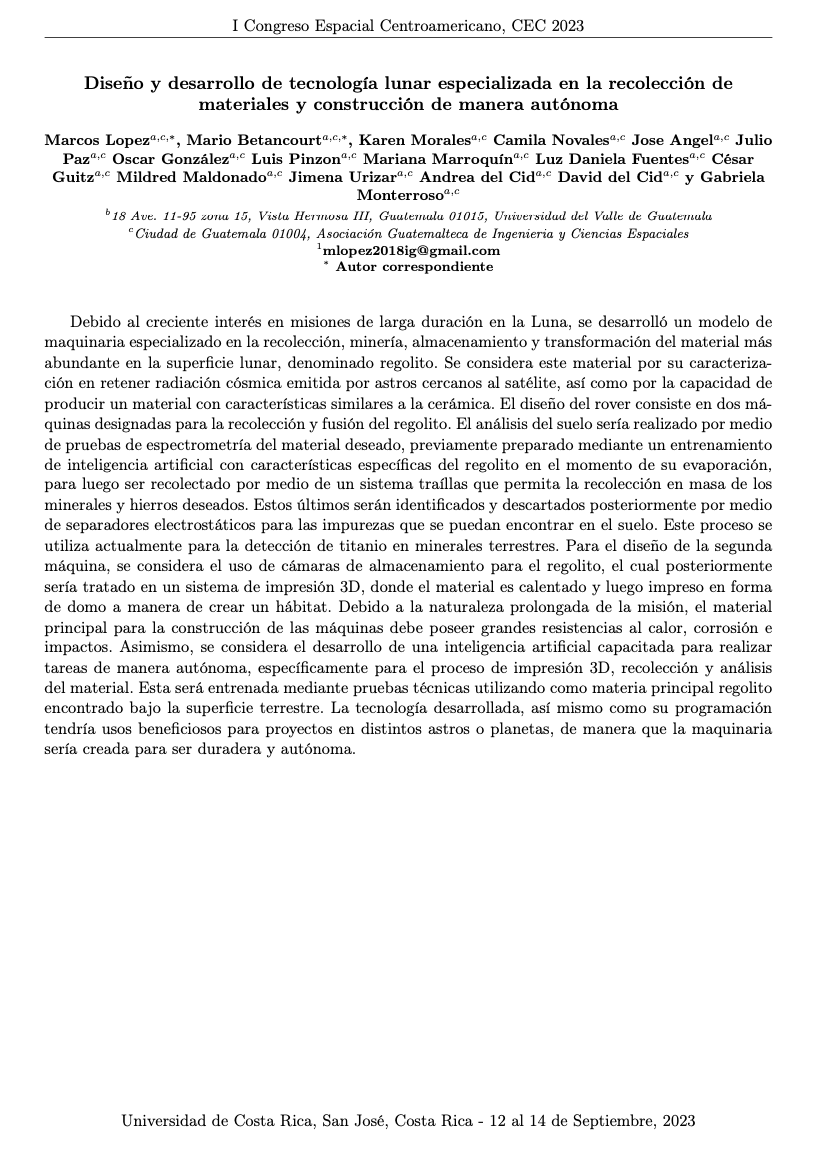 I Congreso Espacial Centroamericano, CEC 2023
Diseño y desarrollo de tecnología lunar especializada en la recolección de
materiales y construcción de manera autónoma
Marcos Lopez^{a,c,*}, Mario Betancourt^{a,c,*}, Karen Morales^{a,c} Camila Novales^{a,c} Jose Angel^{a,c} Julio
Paz^{a,c} Oscar González^{a,c} Luis Pinzon^{a,c} Mariana Marroquín^{a,c} Luz Daniela Fuentes^{a,c} César
Guitz^{a,c} Mildred Maldonado^{a,c} Jimena Urizar^{a,c} Andrea del Cid^{a,c} David del Cid^{a,c} y Gabriela
Monterroso^{a,c}
^{b}18 Ave. 11-95 zona 15, Vista Hermosa III, Guatemala 01015, Universidad del Valle de Guatemala
^{c}Ciudad de Guatemala 01004, Asociación Guatemalteca de Ingenieria y Ciencias Espaciales
^{1}mlopez2018ig@gmail.com
^{*} Autor correspondiente
Debido al creciente interés en misiones de larga duración en la Luna, se desarrolló un modelo de
maquinaria especializado en la recolección, minería, almacenamiento y transformación del material más
abundante en la superficie lunar, denominado regolito. Se considera este material por su caracteriza-
ción en retener radiación cósmica emitida por astros cercanos al satélite, así como por la capacidad de
producir un material con características similares a la cerámica. El diseño del rover consiste en dos má-
quinas designadas para la recolección y fusión del regolito. El análisis del suelo sería realizado por medio
de pruebas de espectrometría del material deseado, previamente preparado mediante un entrenamiento
de inteligencia artificial con características específicas del regolito en el momento de su evaporación,
para luego ser recolectado por medio de un sistema traíllas que permita la recolección en masa de los
minerales y hierros deseados. Estos últimos serán identificados y descartados posteriormente por medio
de separadores electrostáticos para las impurezas que se puedan encontrar en el suelo. Este proceso se
utiliza actualmente para la detección de titanio en minerales terrestres. Para el diseño de la segunda
máquina, se considera el uso de cámaras de almacenamiento para el regolito, el cual posteriormente
sería tratado en un sistema de impresión 3D, donde el material es calentado y luego impreso en forma
de domo a manera de crear un hábitat. Debido a la naturaleza prolongada de la misión, el material
principal para la construcción de las máquinas debe poseer grandes resistencias al calor, corrosión e
impactos. Asimismo, se considera el desarrollo de una inteligencia artificial capacitada para realizar
tareas de manera autónoma, específicamente para el proceso de impresión 3D, recolección y análisis
del material. Esta será entrenada mediante pruebas técnicas utilizando como materia principal regolito
encontrado bajo la superficie terrestre. La tecnología desarrollada, así mismo como su programación
tendría usos beneficiosos para proyectos en distintos astros o planetas, de manera que la maquinaria
sería creada para ser duradera y autónoma.
Universidad de Costa Rica, San José, Costa Rica - 12 al 14 de Septiembre, 2023